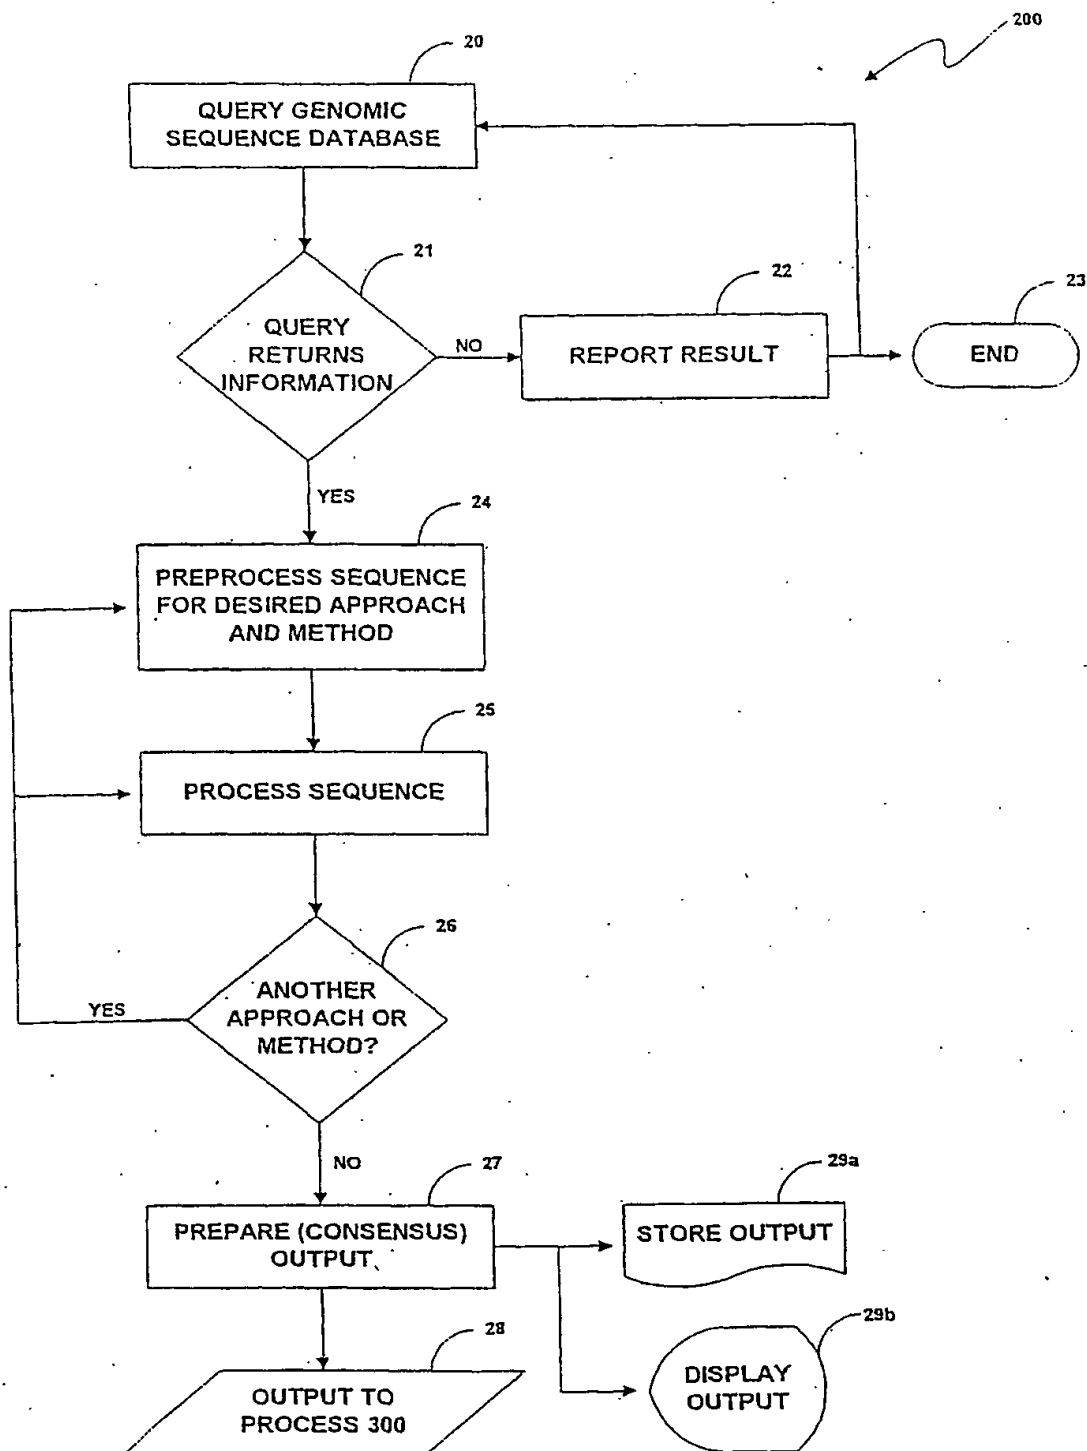 200
20
QUERY GENOMIC
SEQUENCE DATABASE
21
QUERY
RETURNS
INFORMATION
NO
22
REPORT RESULT
23
END
YES
24
PREPROCESS SEQUENCE
FOR DESIRED APPROACH
AND METHOD
25
PROCESS SEQUENCE
26
ANOTHER
APPROACH OR
METHOD?
YES
NO
27
PREPARE (CONSENSUS)
OUTPUT
29a
STORE OUTPUT
28
OUTPUT TO
PROCESS 300
29b
DISPLAY
OUTPUT